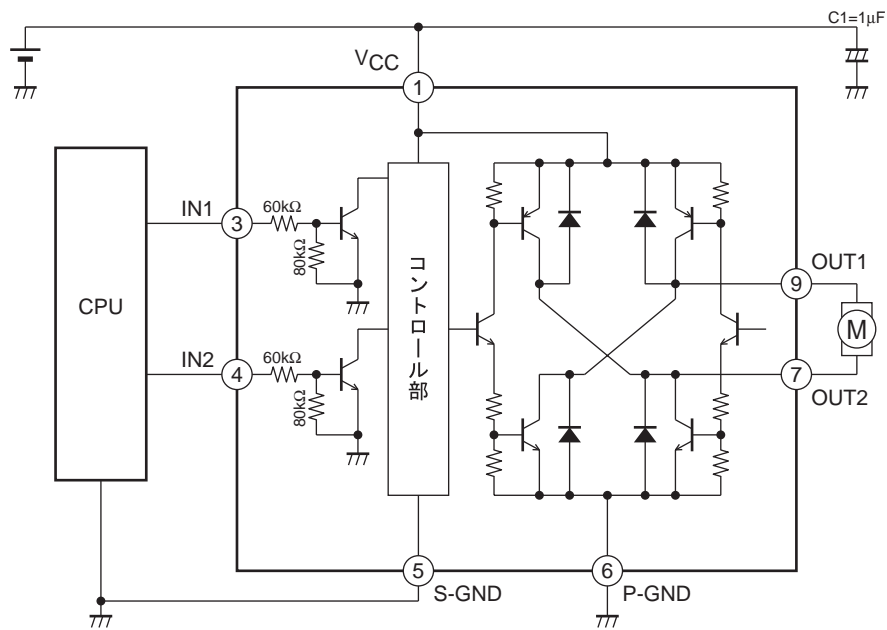 C1=1μF
VCC
1
IN1
3
60kΩ
80kΩ
CPU
コントロール部
IN2
4
60kΩ
80kΩ
9
OUT1
M
7
OUT2
5
S-GND
6
P-GND